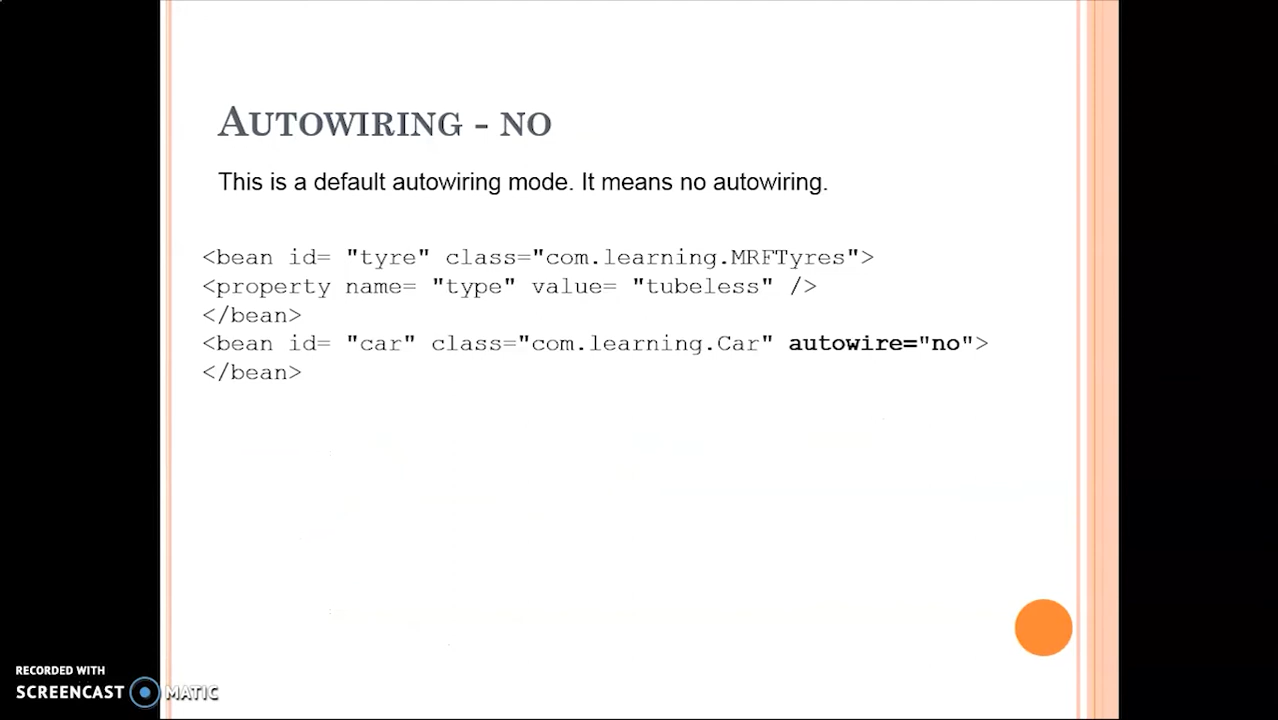 AUTOWIRING - NO
This is a default autowiring mode. It means no autowiring.
<bean id= "tyre" class="com.learning.MRFTyres">
<property name= "type" value= "tubeless" />
</bean>
<bean id= "car" class="com.learning.Car" autowire="no">
</bean>
RECORDED WITH
SCREENCAST MATIC